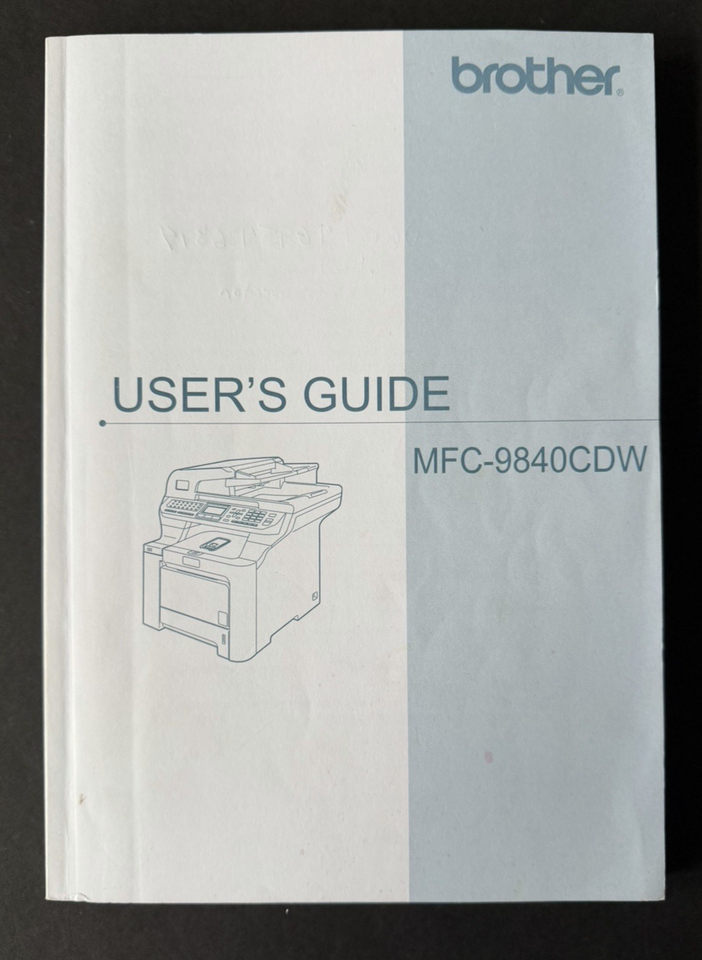 brother®
USER'S GUIDE
MFC-9840CDW